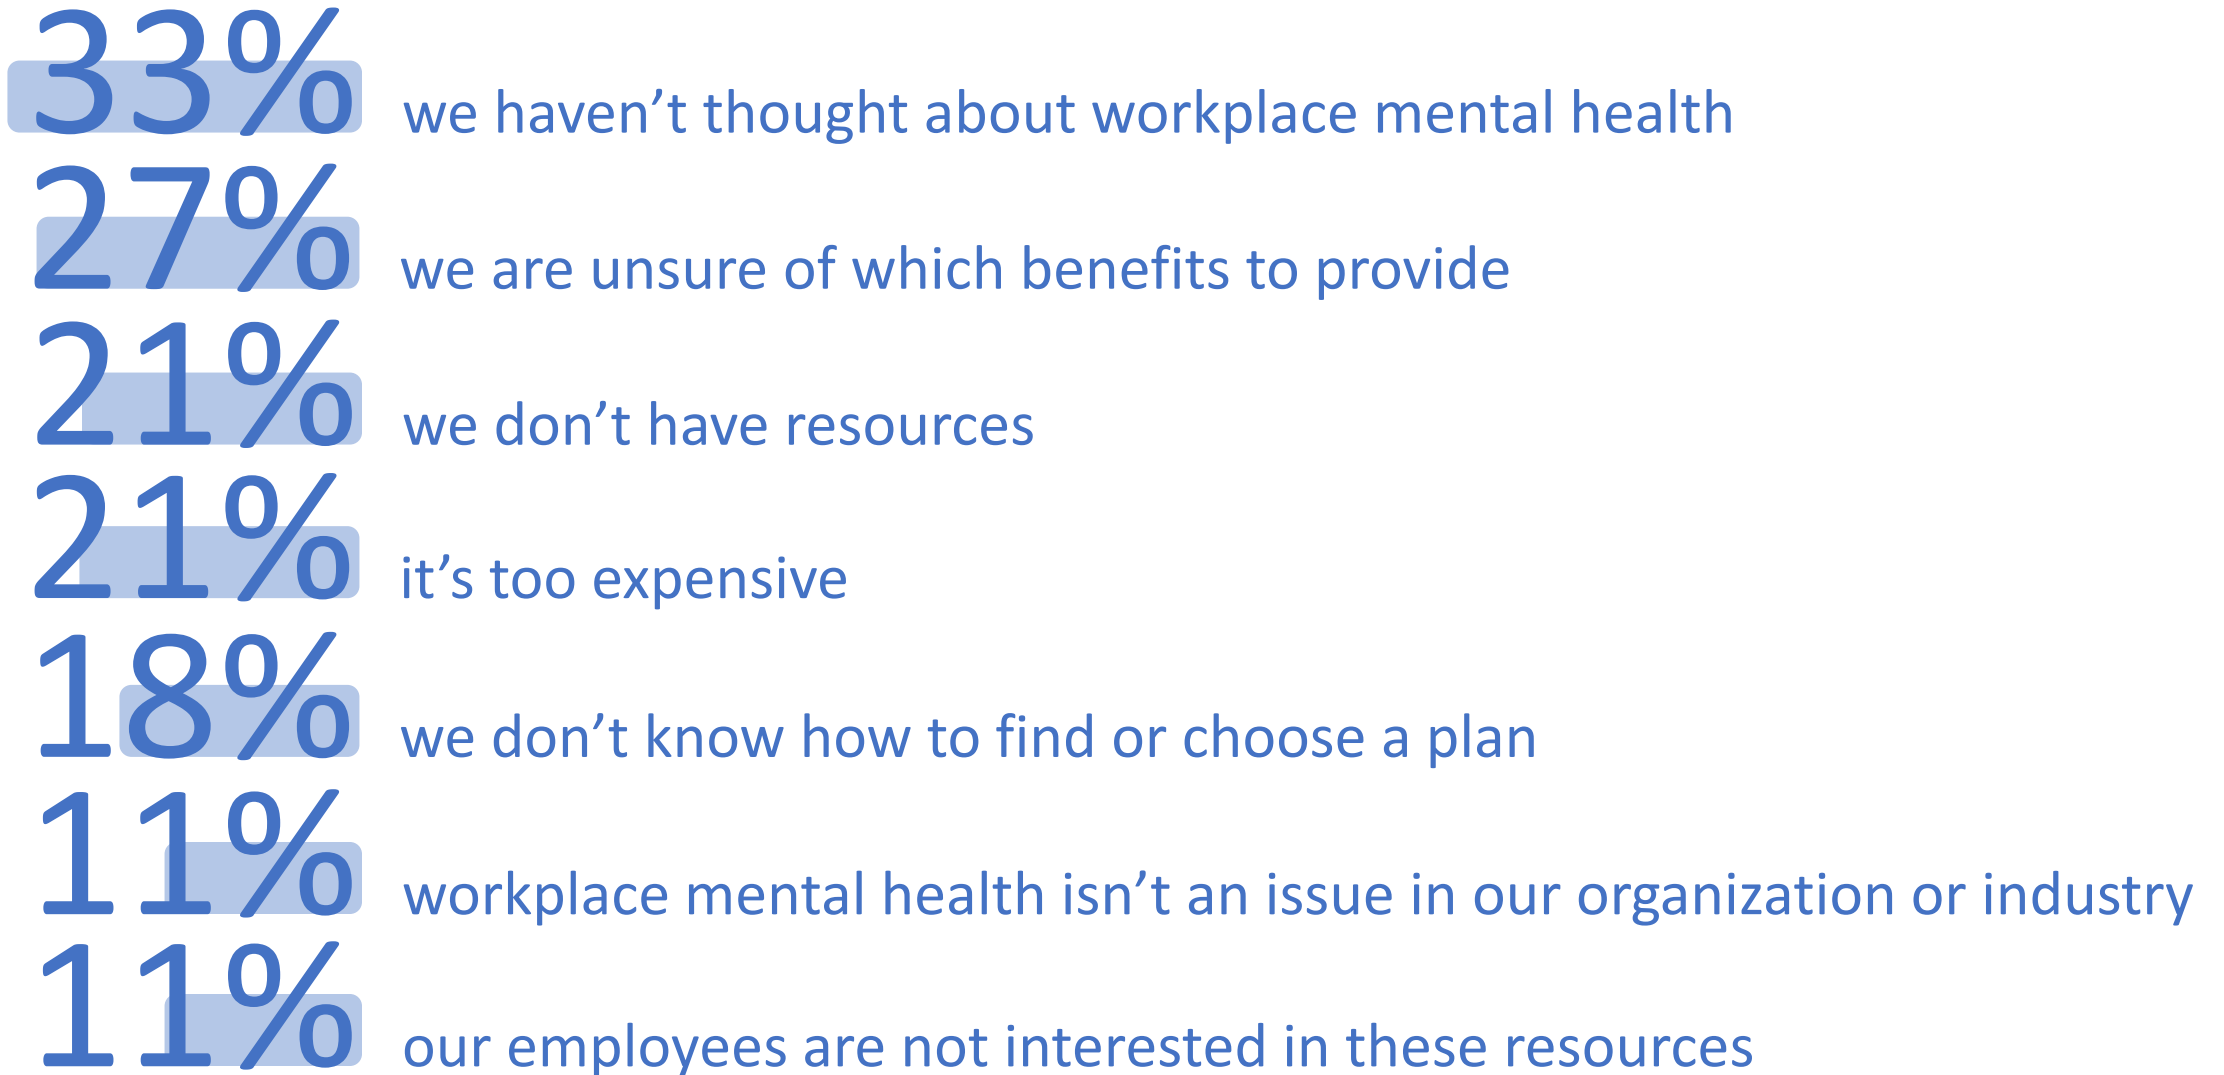 33% we haven’t thought about workplace mental health
27% we are unsure of which benefits to provide
21% we don’t have resources
21% it’s too expensive
18% we don’t know how to find or choose a plan
11% workplace mental health isn’t an issue in our organization or industry
11% our employees are not interested in these resources